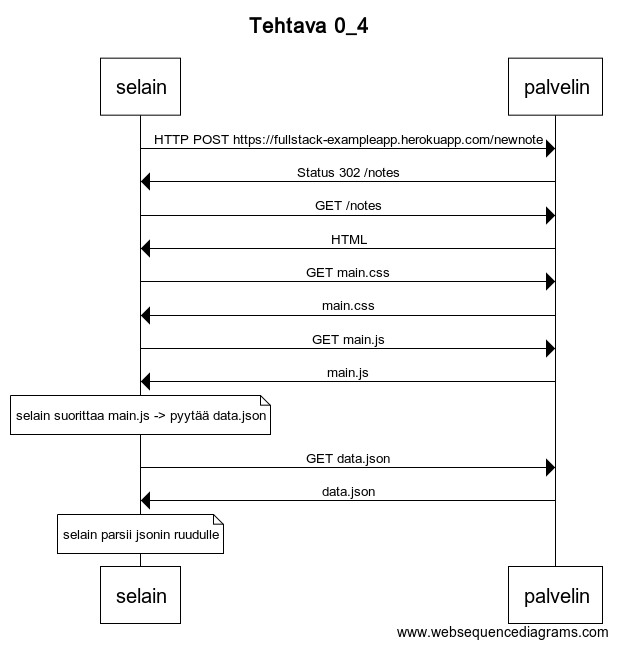 Tehtava 0_4
selain palvelin
HTTP POST https://fullstack-exampleapp.herokuapp.com/newnote
Status 302 /notes
GET /notes
HTML
GET main.css
main.css
GET main.js
main.js
selain suorittaa main.js -> pyytää data.json
GET data.json
data.json
selain parsii jsonin ruudulle
selain palvelin
www.websequencediagrams.com